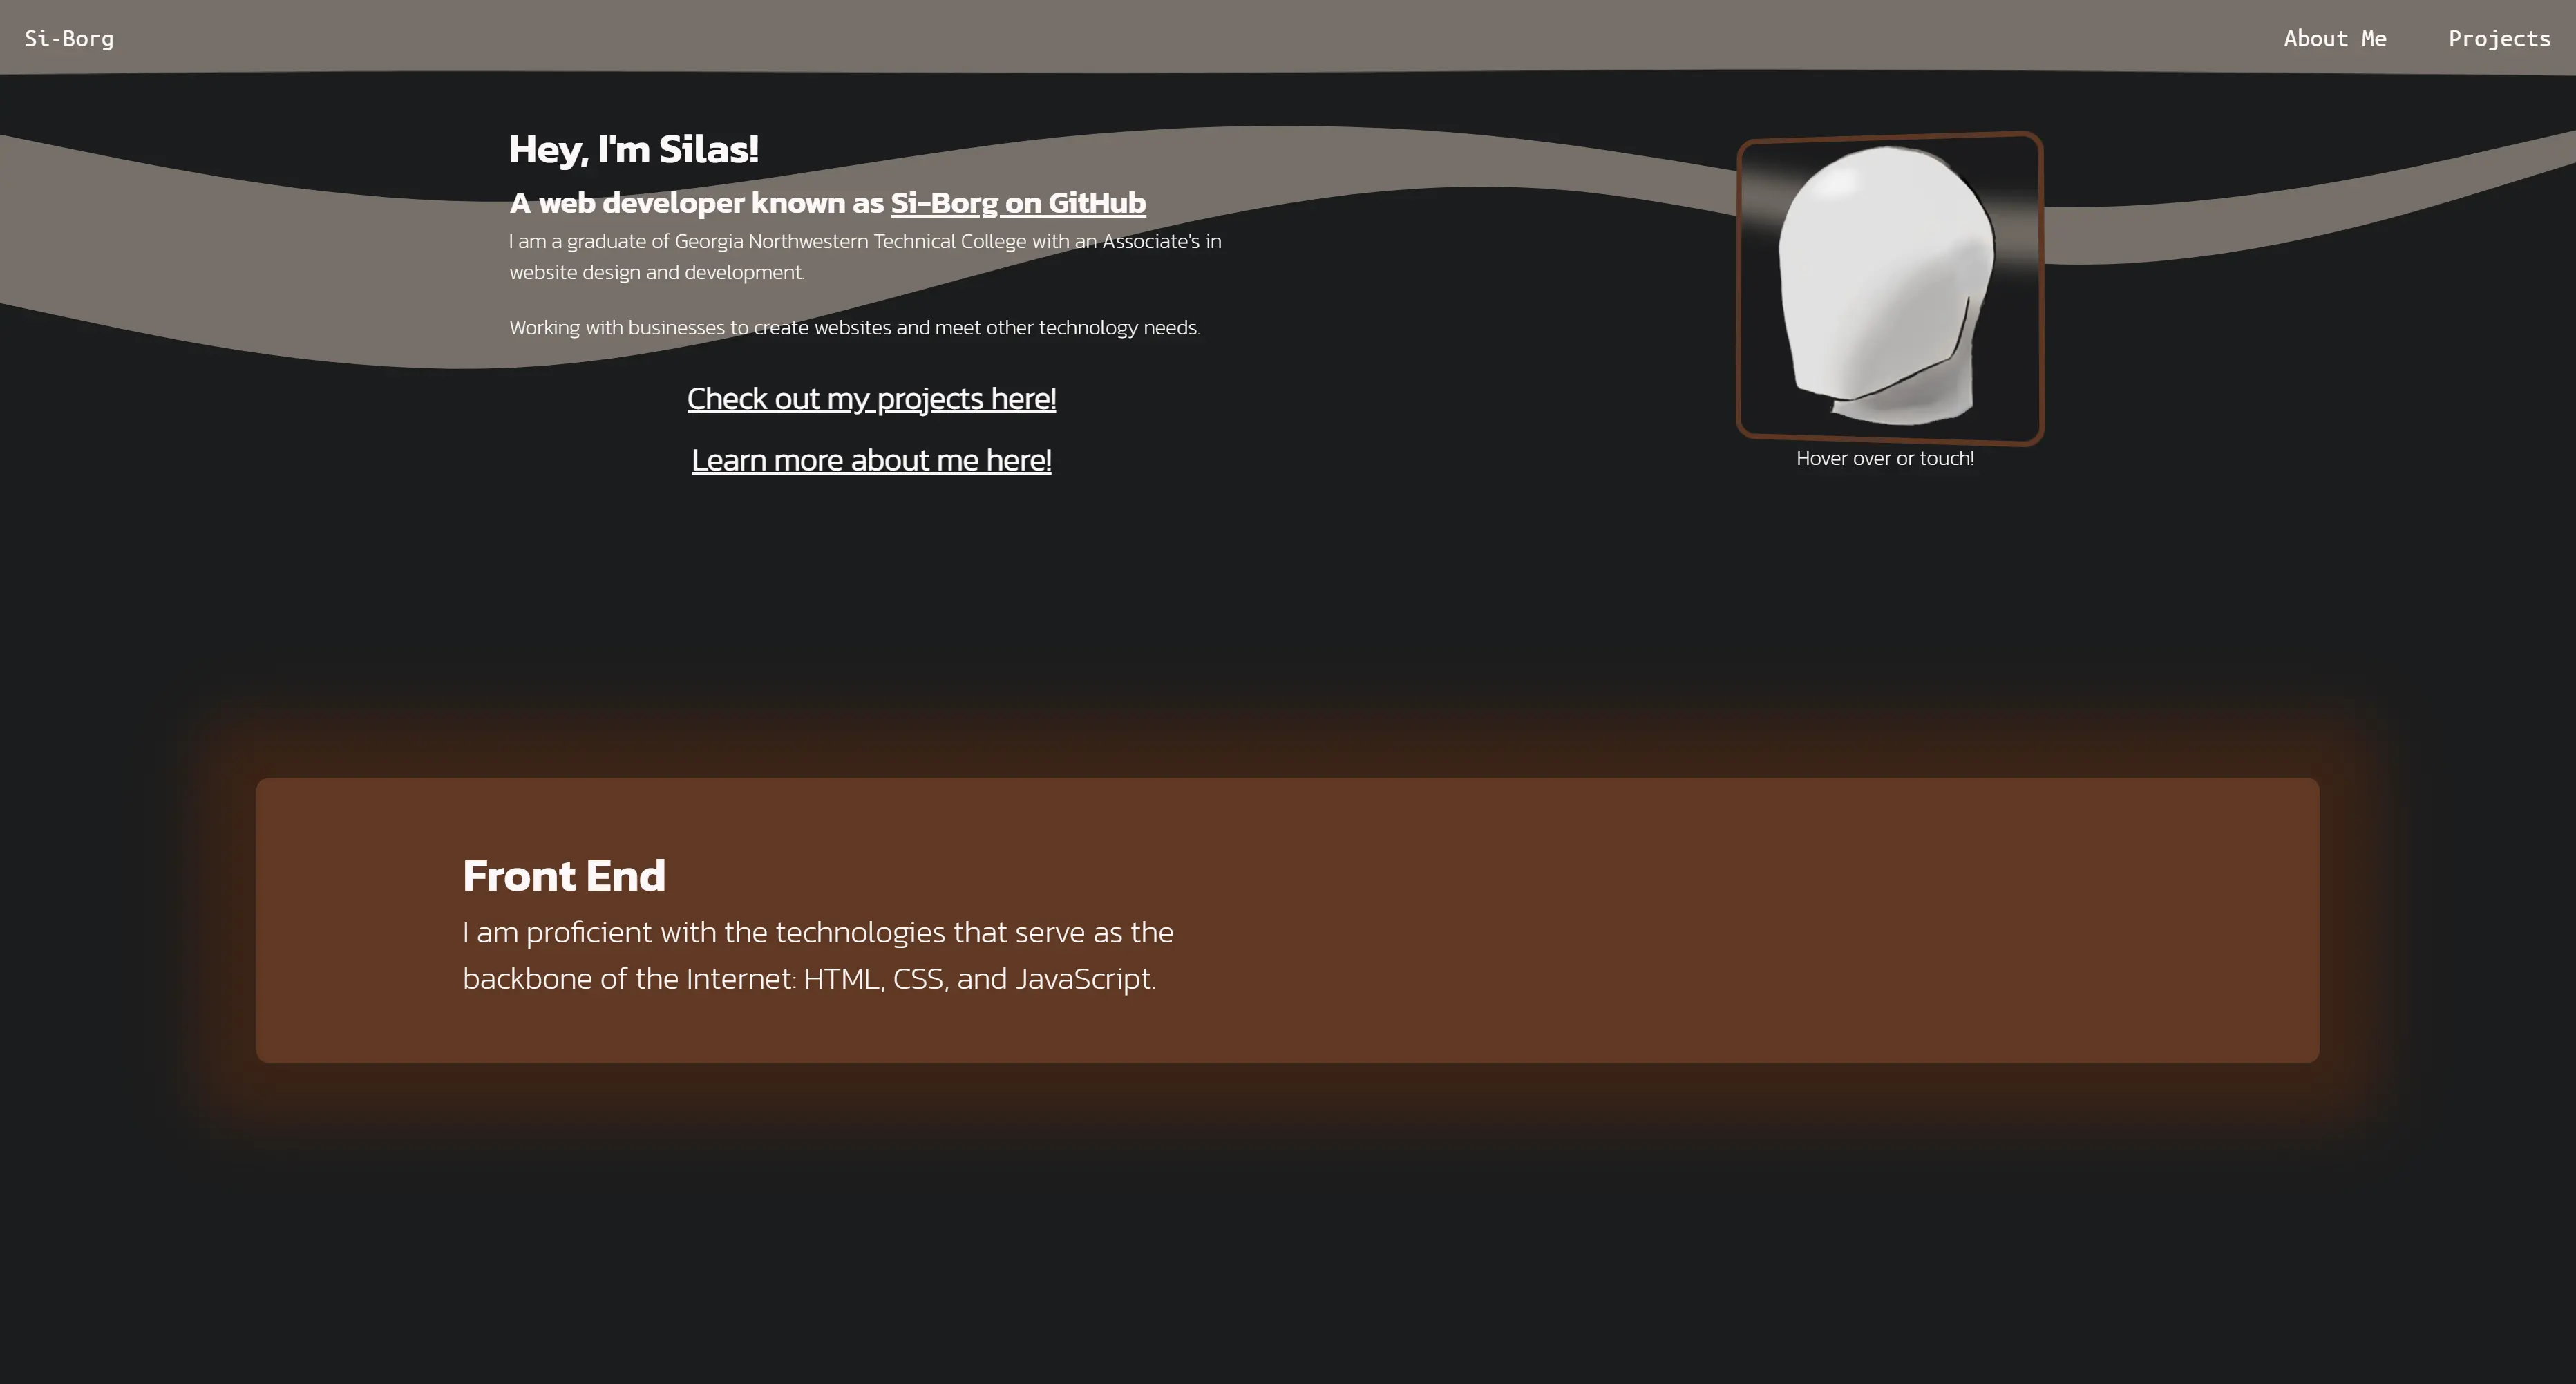 Si-Borg
About Me
Projects
Hey, I'm Silas!
A web developer known as Si-Borg on GitHub
I am a graduate of Georgia Northwestern Technical College with an Associate's in
website design and development.
Working with businesses to create websites and meet other technology needs.
Check out my projects here!
Learn more about me here!
Hover over or touch!
Front End
I am proficient with the technologies that serve as the
backbone of the Internet: HTML, CSS, and JavaScript.